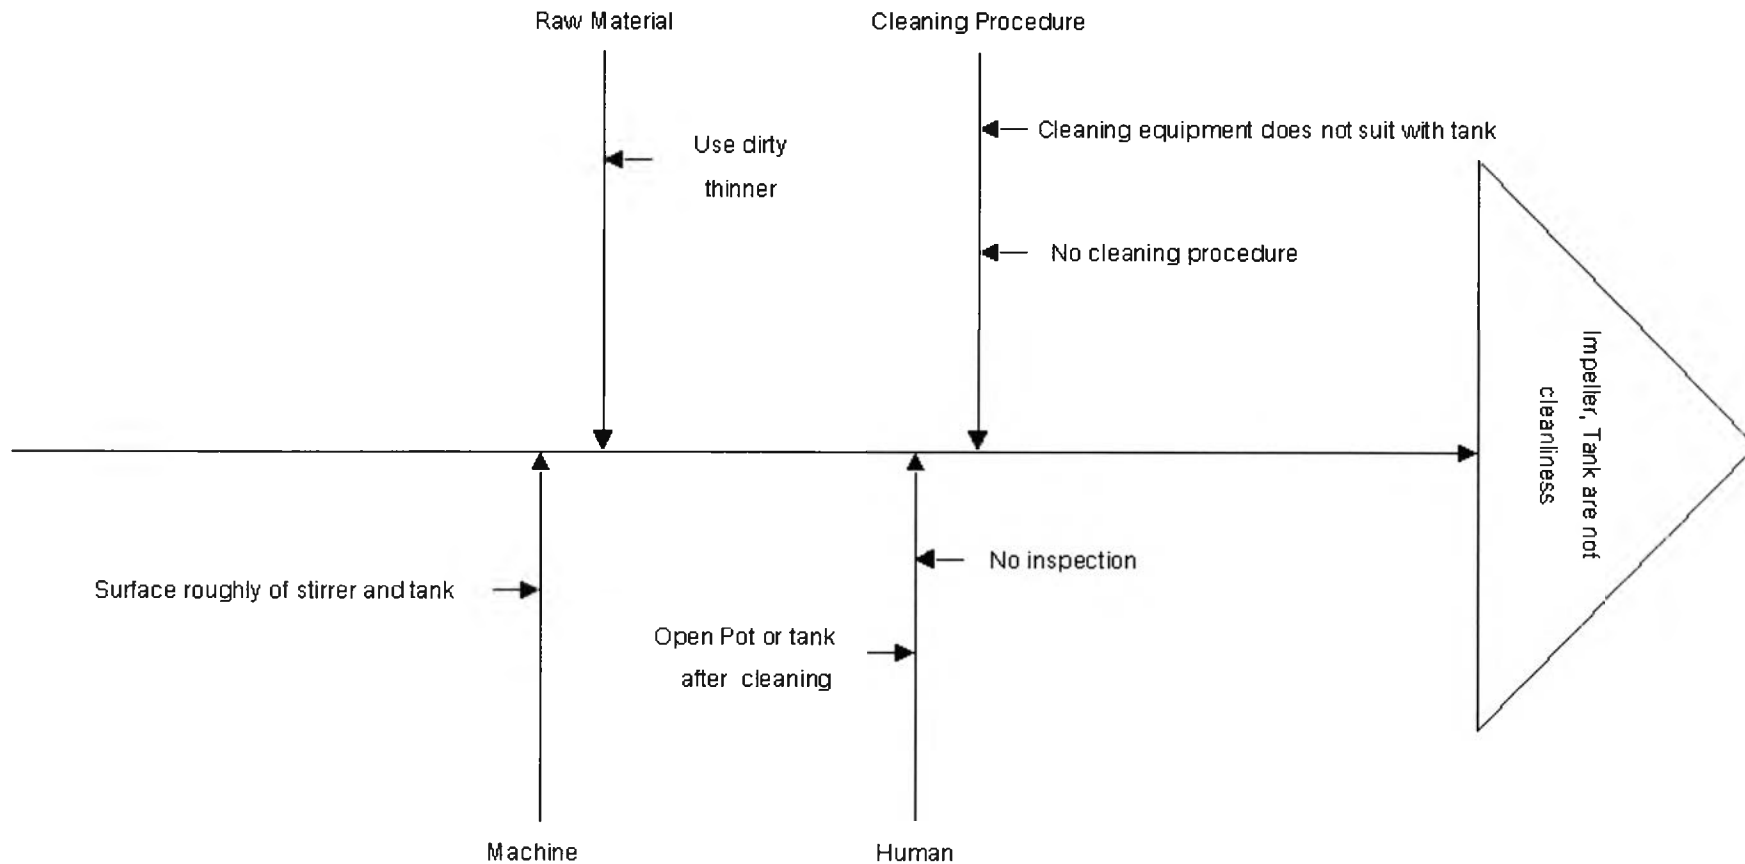 Raw Material
Cleaning Procedure
Use dirty
thinner
Cleaning equipment does not suit with tank
No cleaning procedure
Impeller, Tank are not
cleanliness
Surface roughly of stirrer and tank
No inspection
Open Pot or tank
after cleaning
Machine
Human